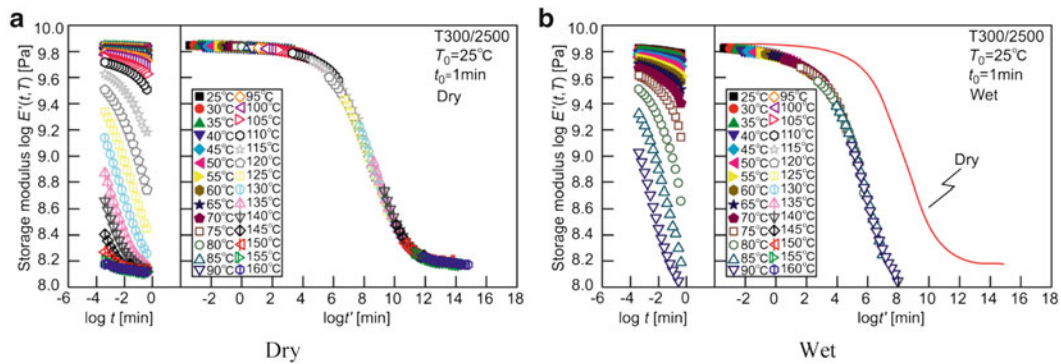 a
T300/2500
T0=25°C
t0=1min
Dry
Storage modulus log E′(t,T) [Pa]
10.0
9.6
9.4
9.2
9.0
8.8
8.6
8.4
8.2
8.0
25°C 95°C
30°C 100°C
35°C 105°C
40°C 110°C
45°C 115°C
50°C 120°C
55°C 125°C
60°C 130°C
65°C 135°C
70°C 140°C
75°C 145°C
80°C 150°C
85°C 155°C
90°C 160°C
-6 -4 -2 0 2 4 6 8 10 12 14 16 18
log t [min]
logt′ [min]
Dry
b
T300/2500
T0=25°C
t0=1min
Wet
Dry
Storage modulus log E′(t,T) [Pa]
10.0
9.8
9.6
9.4
9.2
9.0
8.8
8.6
8.4
8.2
8.0
25°C 95°C
30°C 100°C
35°C 105°C
40°C 110°C
45°C 115°C
50°C 120°C
55°C 125°C
60°C 130°C
65°C 135°C
70°C 140°C
75°C 145°C
80°C 150°C
85°C 155°C
90°C 160°C
-6 -4 -2 0 2 4 6 8 10 12 14 16 18
log t [min]
logt′ [min]
Wet